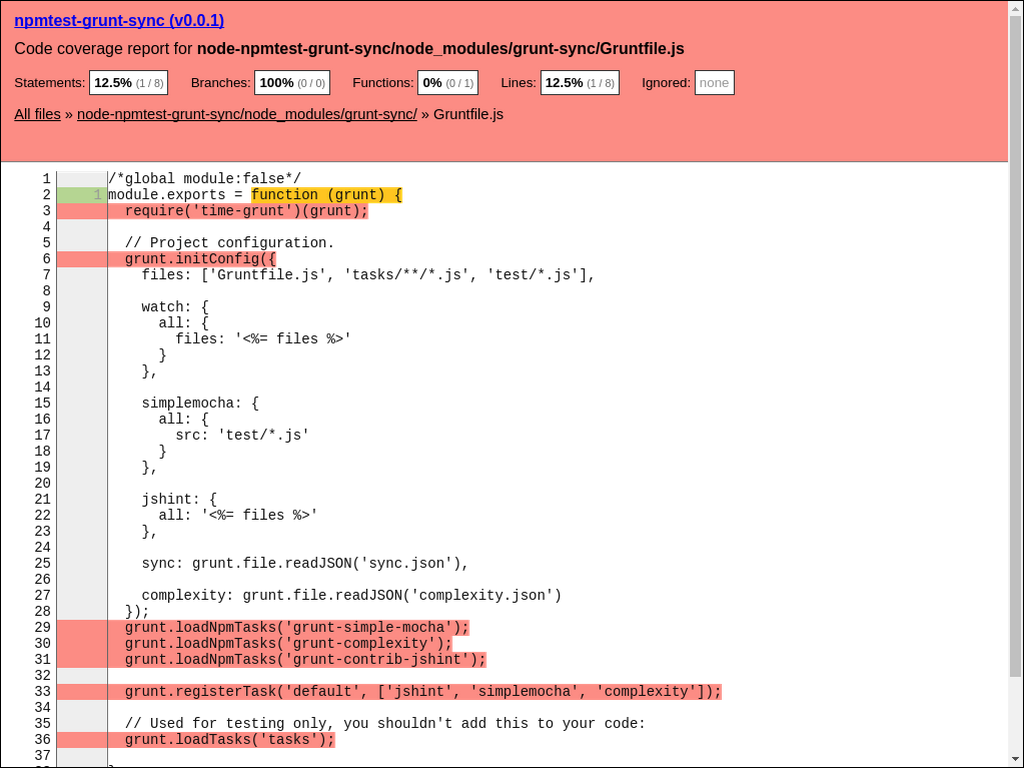 npmtest-grunt-sync (v0.0.1)
Code coverage report for node-npmtest-grunt-sync/node_modules/grunt-sync/Gruntfile.js
Statements: 12.5% (1 / 8) Branches: 100% (0 / 0) Functions: 0% (0 / 1) Lines: 12.5% (1 / 8) Ignored: none
All files » node-npmtest-grunt-sync/node_modules/grunt-sync/ » Gruntfile.js
1 /*global module:false*/
2 1 module.exports = function (grunt) {
3 require('time-grunt')(grunt);
4
5 // Project configuration.
6 grunt.initConfig({
7 files: ['Gruntfile.js', 'tasks/**/*.js', 'test/*.js'],
8
9 watch: {
10 all: {
11 files: '<%= files %>'
12 }
13 },
14
15 simplemocha: {
16 all: {
17 src: 'test/*.js'
18 }
19 },
20
21 jshint: {
22 all: '<%= files %>'
23 },
24
25 sync: grunt.file.readJSON('sync.json'),
26
27 complexity: grunt.file.readJSON('complexity.json')
28 });
29 grunt.loadNpmTasks('grunt-simple-mocha');
30 grunt.loadNpmTasks('grunt-complexity');
31 grunt.loadNpmTasks('grunt-contrib-jshint');
32
33 grunt.registerTask('default', ['jshint', 'simplemocha', 'complexity']);
34
35 // Used for testing only, you shouldn't add this to your code:
36 grunt.loadTasks('tasks');
37